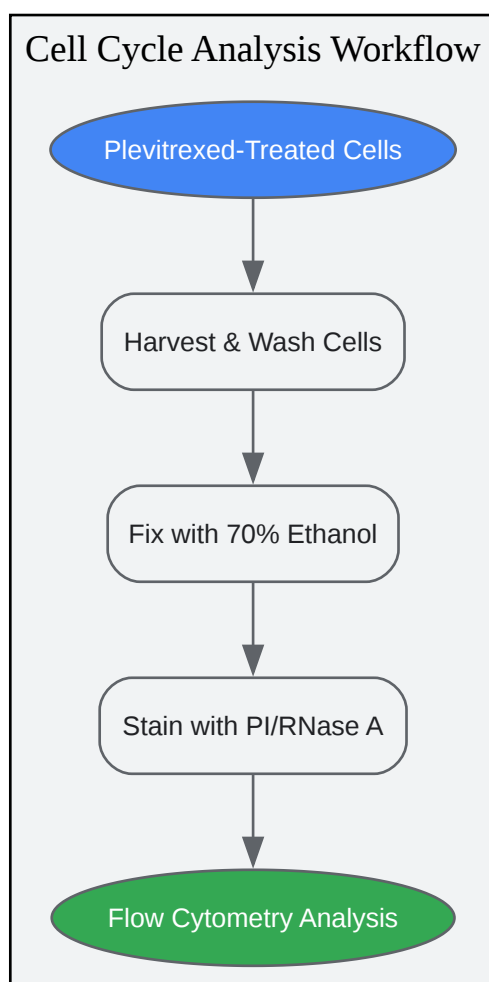 Cell Cycle Analysis Workflow
Plevitrexed-Treated Cells
Harvest & Wash Cells
Fix with 70% Ethanol
Stain with PI/RNase A
Flow Cytometry Analysis